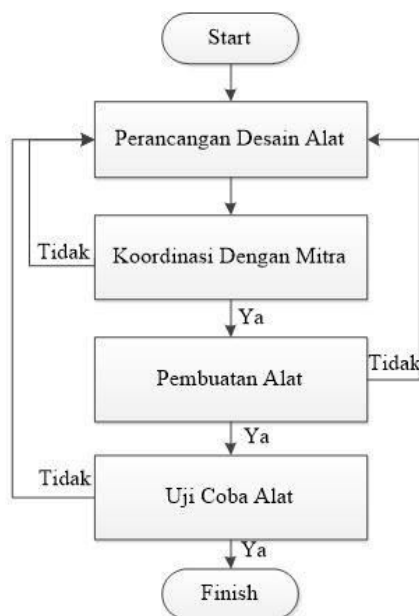 Start
Perancangan Desain Alat
Tidak
Koordinasi Dengan Mitra
Ya
Pembuatan Alat
Tidak
Ya
Tidak
Uji Coba Alat
Ya
Finish